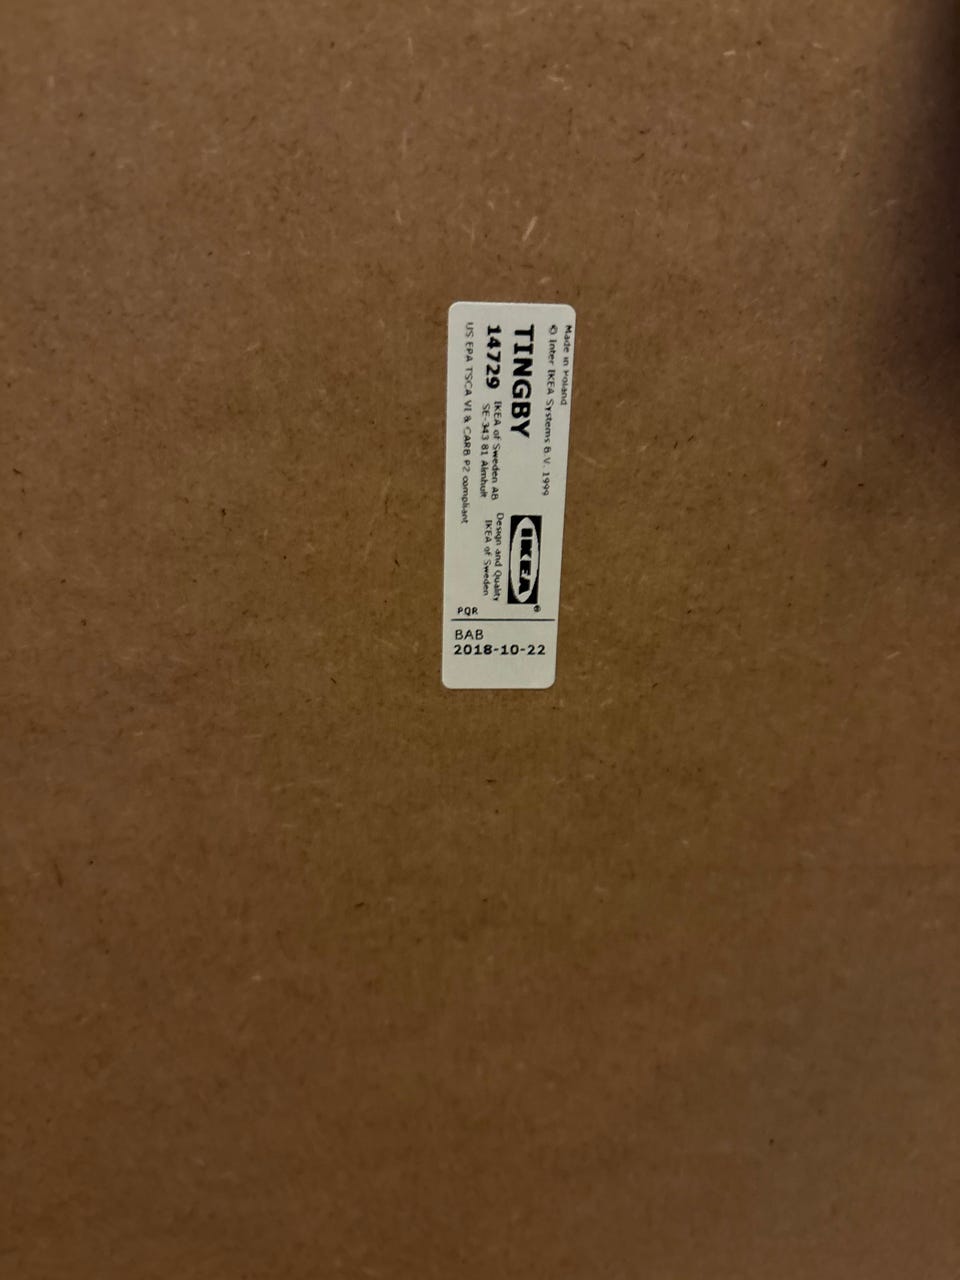 Made in Poland
© Inter IKEA Systems B.V. 1999
TINGBY
IKEA®
14729
IKEA of Sweden AB
SE-343 81 Älmhult
Design and Quality
IKEA of Sweden
US EPA TSCA VI & CARB P2 compliant
PQR
BAB
2018-10-22